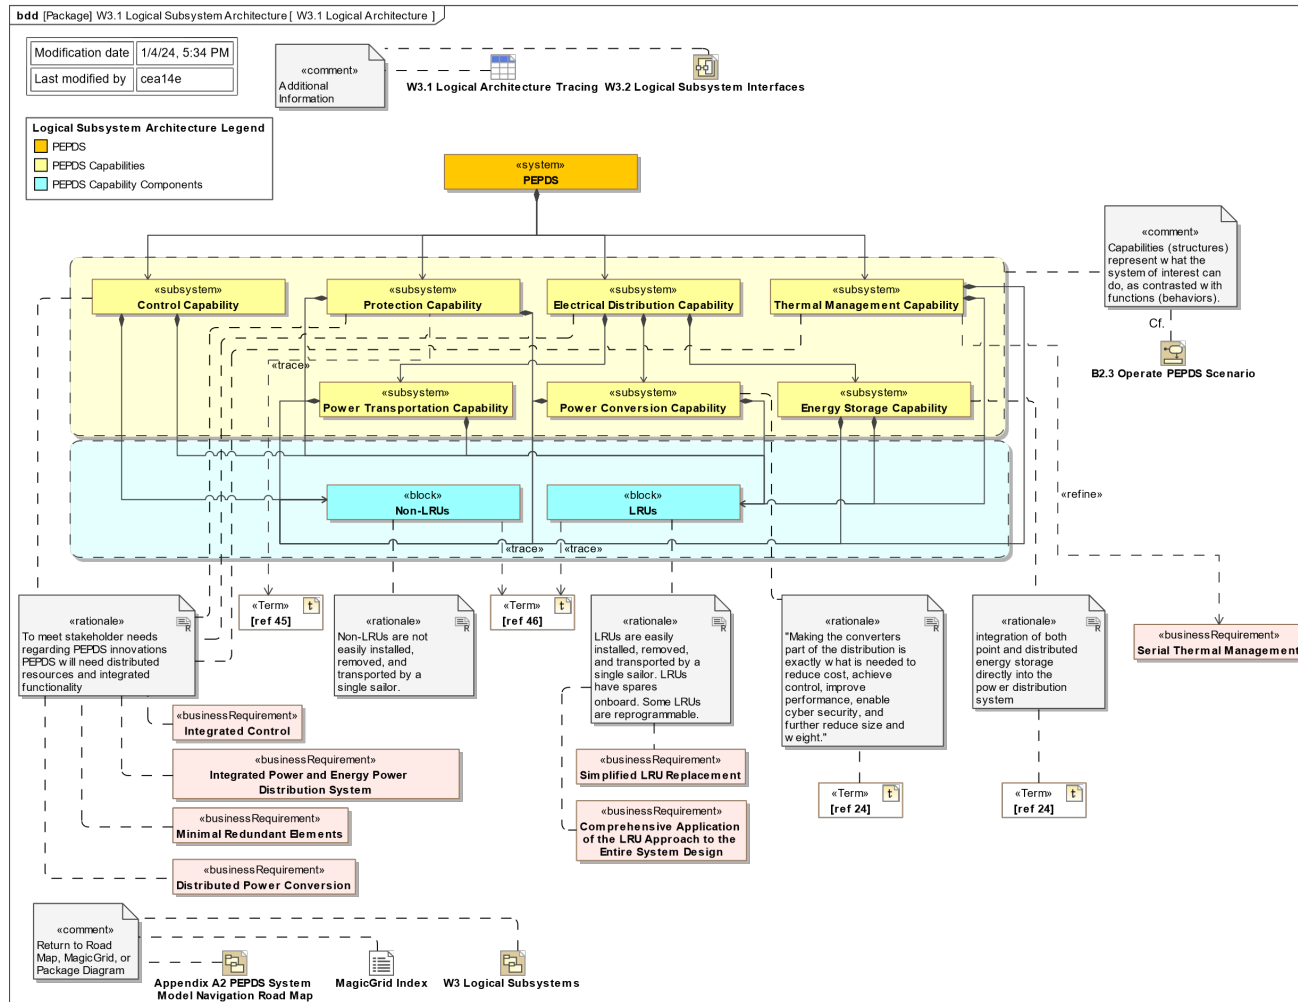 bdd [Package] W3.1 Logical Subsystem Architecture [ W3.1 Logical Architecture ]
Modification date 1/4/24, 5:34 PM
Last modified by cea14e
«comment»
Additional
Information
W3.1 Logical Architecture Tracing
W3.2 Logical Subsystem Interfaces
Logical Subsystem Architecture Legend
PEPDS
PEPDS Capabilities
PEPDS Capability Components
«system»
PEPDS
«comment»
Capabilities (structures)
represent what the
system of interest can
do, as contrasted with
functions (behaviors).
Cf.
B2.3 Operate PEPDS Scenario
«subsystem»
Control Capability
«subsystem»
Protection Capability
«subsystem»
Electrical Distribution Capability
«subsystem»
Thermal Management Capability
«trace»
«subsystem»
Power Transportation Capability
«subsystem»
Power Conversion Capability
«subsystem»
Energy Storage Capability
«block»
Non-LRUs
«block»
LRUs
«refine»
«trace»
«trace»
«rationale»
To meet stakeholder needs
regarding PEPDS innovations
PEPDS will need distributed
resources and integrated
functionality
«Term»
[ref 45]
«rationale»
Non-LRUs are not
easily installed,
removed, and
transported by a
single sailor.
«Term»
[ref 46]
«rationale»
LRUs are easily
installed, removed,
and transported by a
single sailor. LRUs
have spares
onboard. Some LRUs
are reprogrammable.
«rationale»
"Making the converters
part of the distribution is
exactly what is needed to
reduce cost, achieve
control, improve
performance, enable
cyber security, and
further reduce size and
weight."
«rationale»
integration of both
point and distributed
energy storage
directly into the
power distribution
system
«businessRequirement»
Serial Thermal Management
«businessRequirement»
Integrated Control
«businessRequirement»
Integrated Power and Energy Power
Distribution System
«businessRequirement»
Minimal Redundant Elements
«businessRequirement»
Distributed Power Conversion
«businessRequirement»
Simplified LRU Replacement
«businessRequirement»
Comprehensive Application
of the LRU Approach to the
Entire System Design
«Term»
[ref 24]
«Term»
[ref 24]
«comment»
Return to Road
Map, MagicGrid, or
Package Diagram
Appendix A2 PEPDS System
Model Navigation Road Map
MagicGrid Index
W3 Logical Subsystems